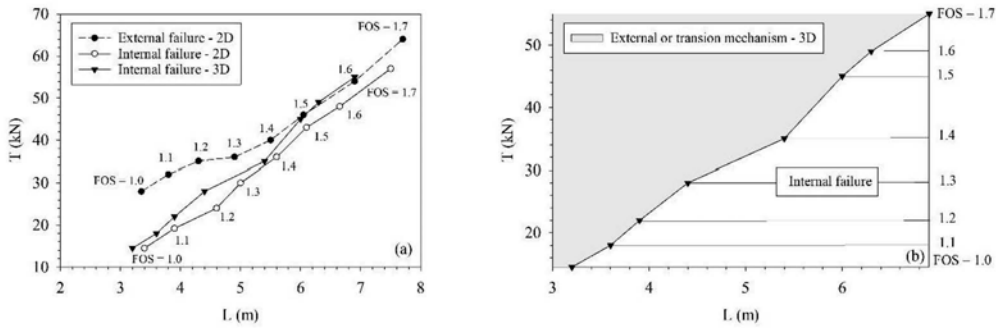 70
60
50
40
30
20
10
T (kN)
External failure - 2D
Internal failure - 2D
Internal failure - 3D
FOS – 1.7
1.6
FOS = 1.7
1.5
1.6
1.4
1.5
1.3
1.2
1.4
1.1
FOS – 1.0
1.3
1.2
1.1
FOS = 1.0
(a)
2 3 4 5 6 7 8
L (m)
50
40
30
20
T (kN)
External or transion mechanism - 3D
Internal failure
FOS – 1.7
1.6
1.5
1.4
1.3
1.2
1.1
FOS – 1.0
(b)
3 4 5 6
L (m)